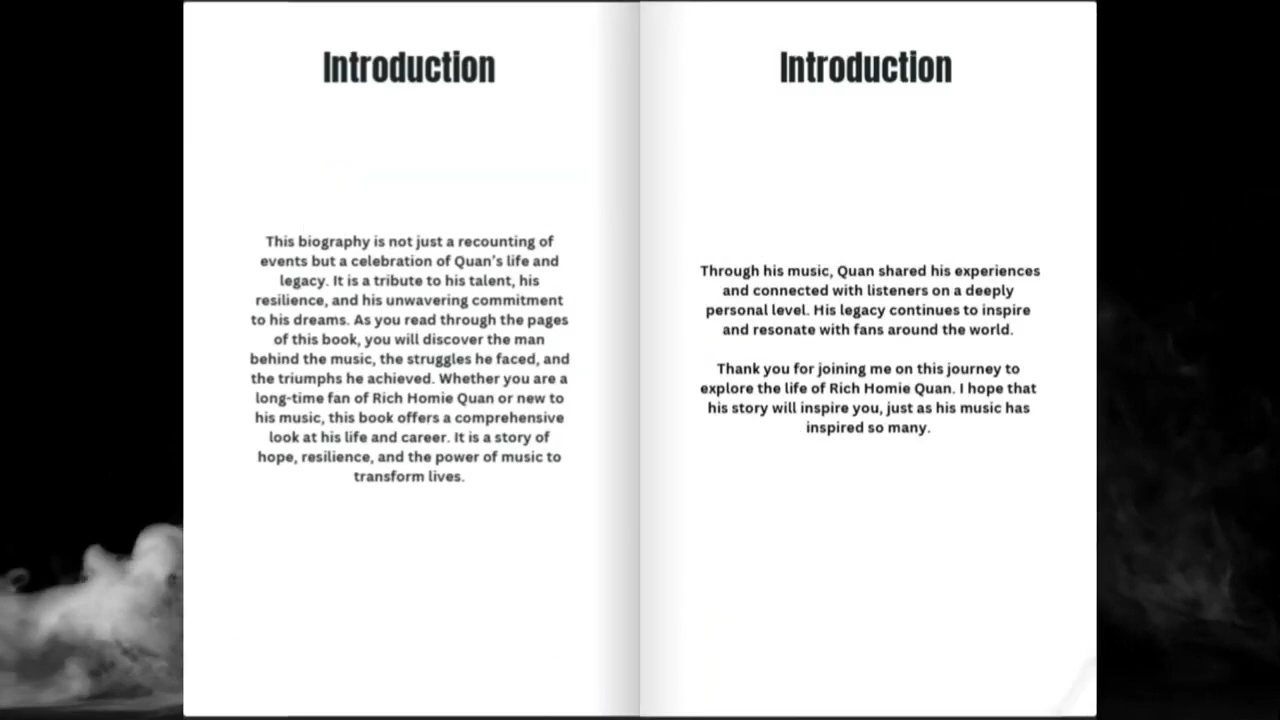 Introduction
This biography is not just a recounting of
events but a celebration of Quan's life and
legacy. It is a tribute to his talent, his
resilience, and his unwavering commitment
to his dreams. As you read through the pages
of this book, you will discover the man
behind the music, the struggles he faced, and
the triumphs he achieved. Whether you are a
long-time fan of Rich Homie Quan or new to
his music, this book offers a comprehensive
look at his life and career. It is a story of
hope, resilience, and the power of music to
transform lives.
Introduction
Through his music, Quan shared his experiences
and connected with listeners on a deeply
personal level. His legacy continues to inspire
and resonate with fans around the world.
Thank you for joining me on this journey to
explore the life of Rich Homie Quan. I hope that
his story will inspire you, just as his music has
inspired so many.